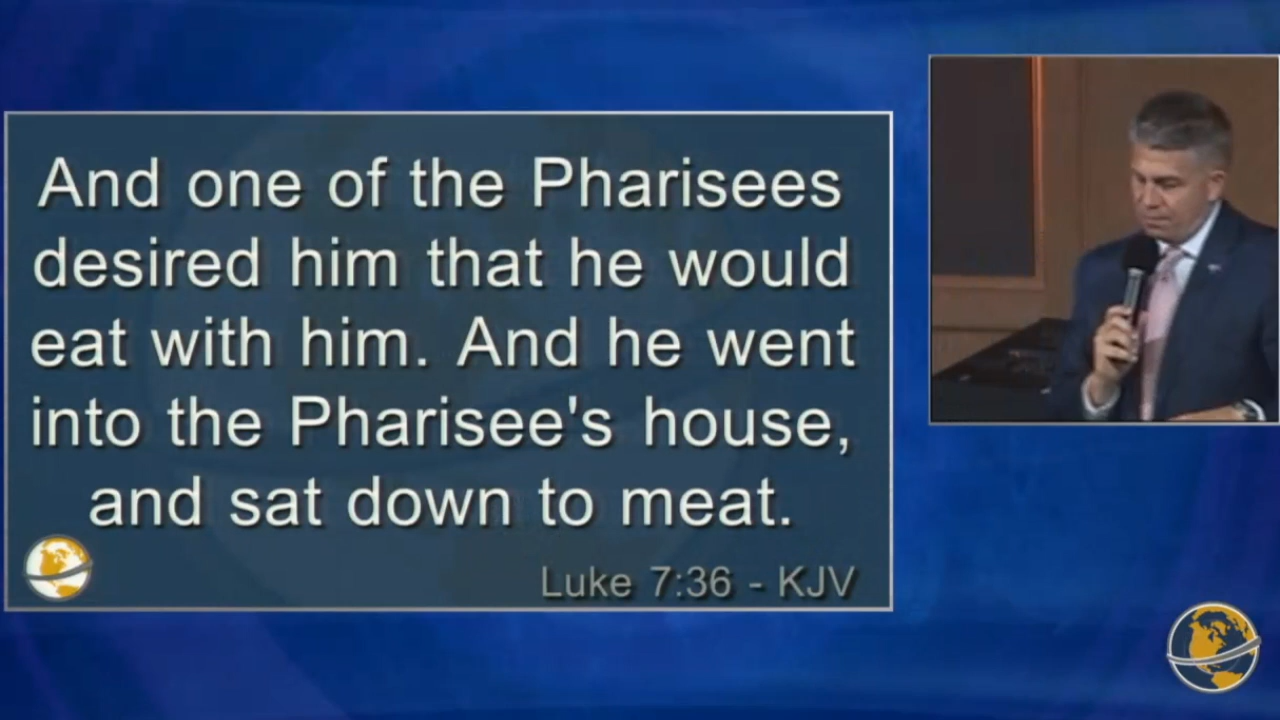 And one of the Pharisees
desired him that he would
eat with him. And he went
into the Pharisee's house,
and sat down to meat.
Luke 7:36 - KJV